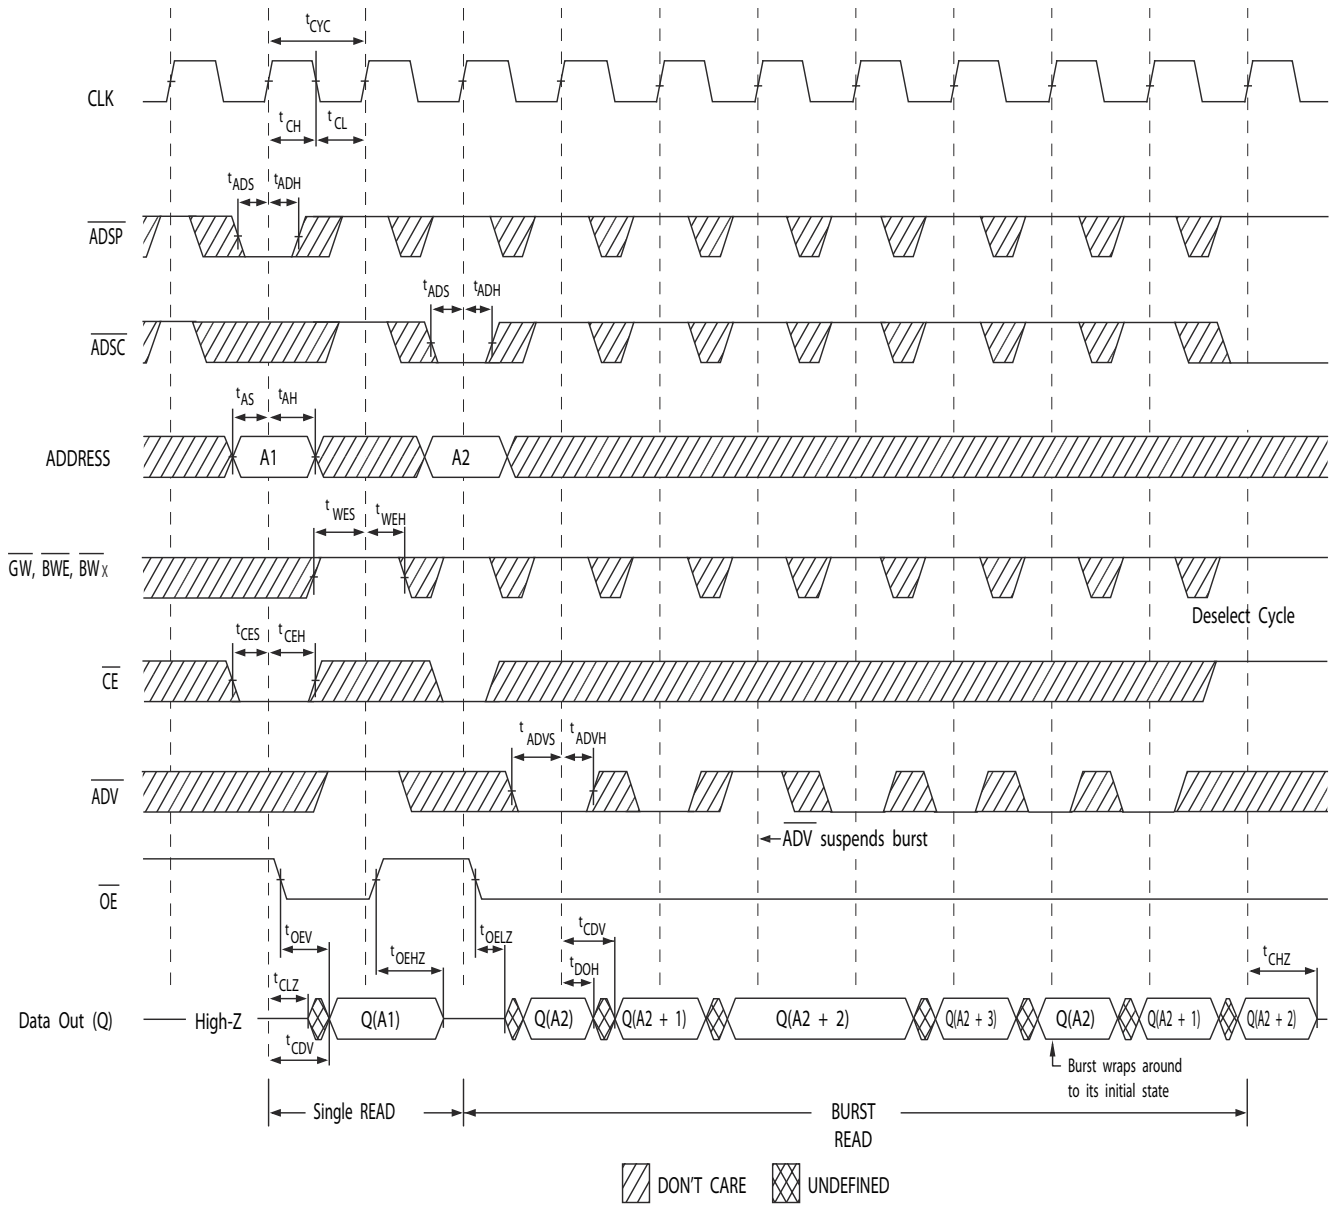 tCYC
CLK
tCH
tCL
tADS
tADH
ADSP
tADS
tADH
ADSC
tAS
tAH
ADDRESS
A1
A2
tWES
tWEH
GW, BWE, BWX
Deselect Cycle
tCES
tCEH
CE
tADVS
tADVH
ADV
ADV suspends burst
OE
tOEV
tOEHZ
tOELZ
tCDV
tDOH
tCHZ
tCLZ
Data Out (Q)
High-Z
Q(A1)
Q(A2)
Q(A2 + 1)
Q(A2 + 2)
Q(A2 + 3)
Q(A2)
Q(A2 + 1)
Q(A2 + 2)
tCDV
Burst wraps around
to its initial state
Single READ
BURST
READ
DON'T CARE
UNDEFINED